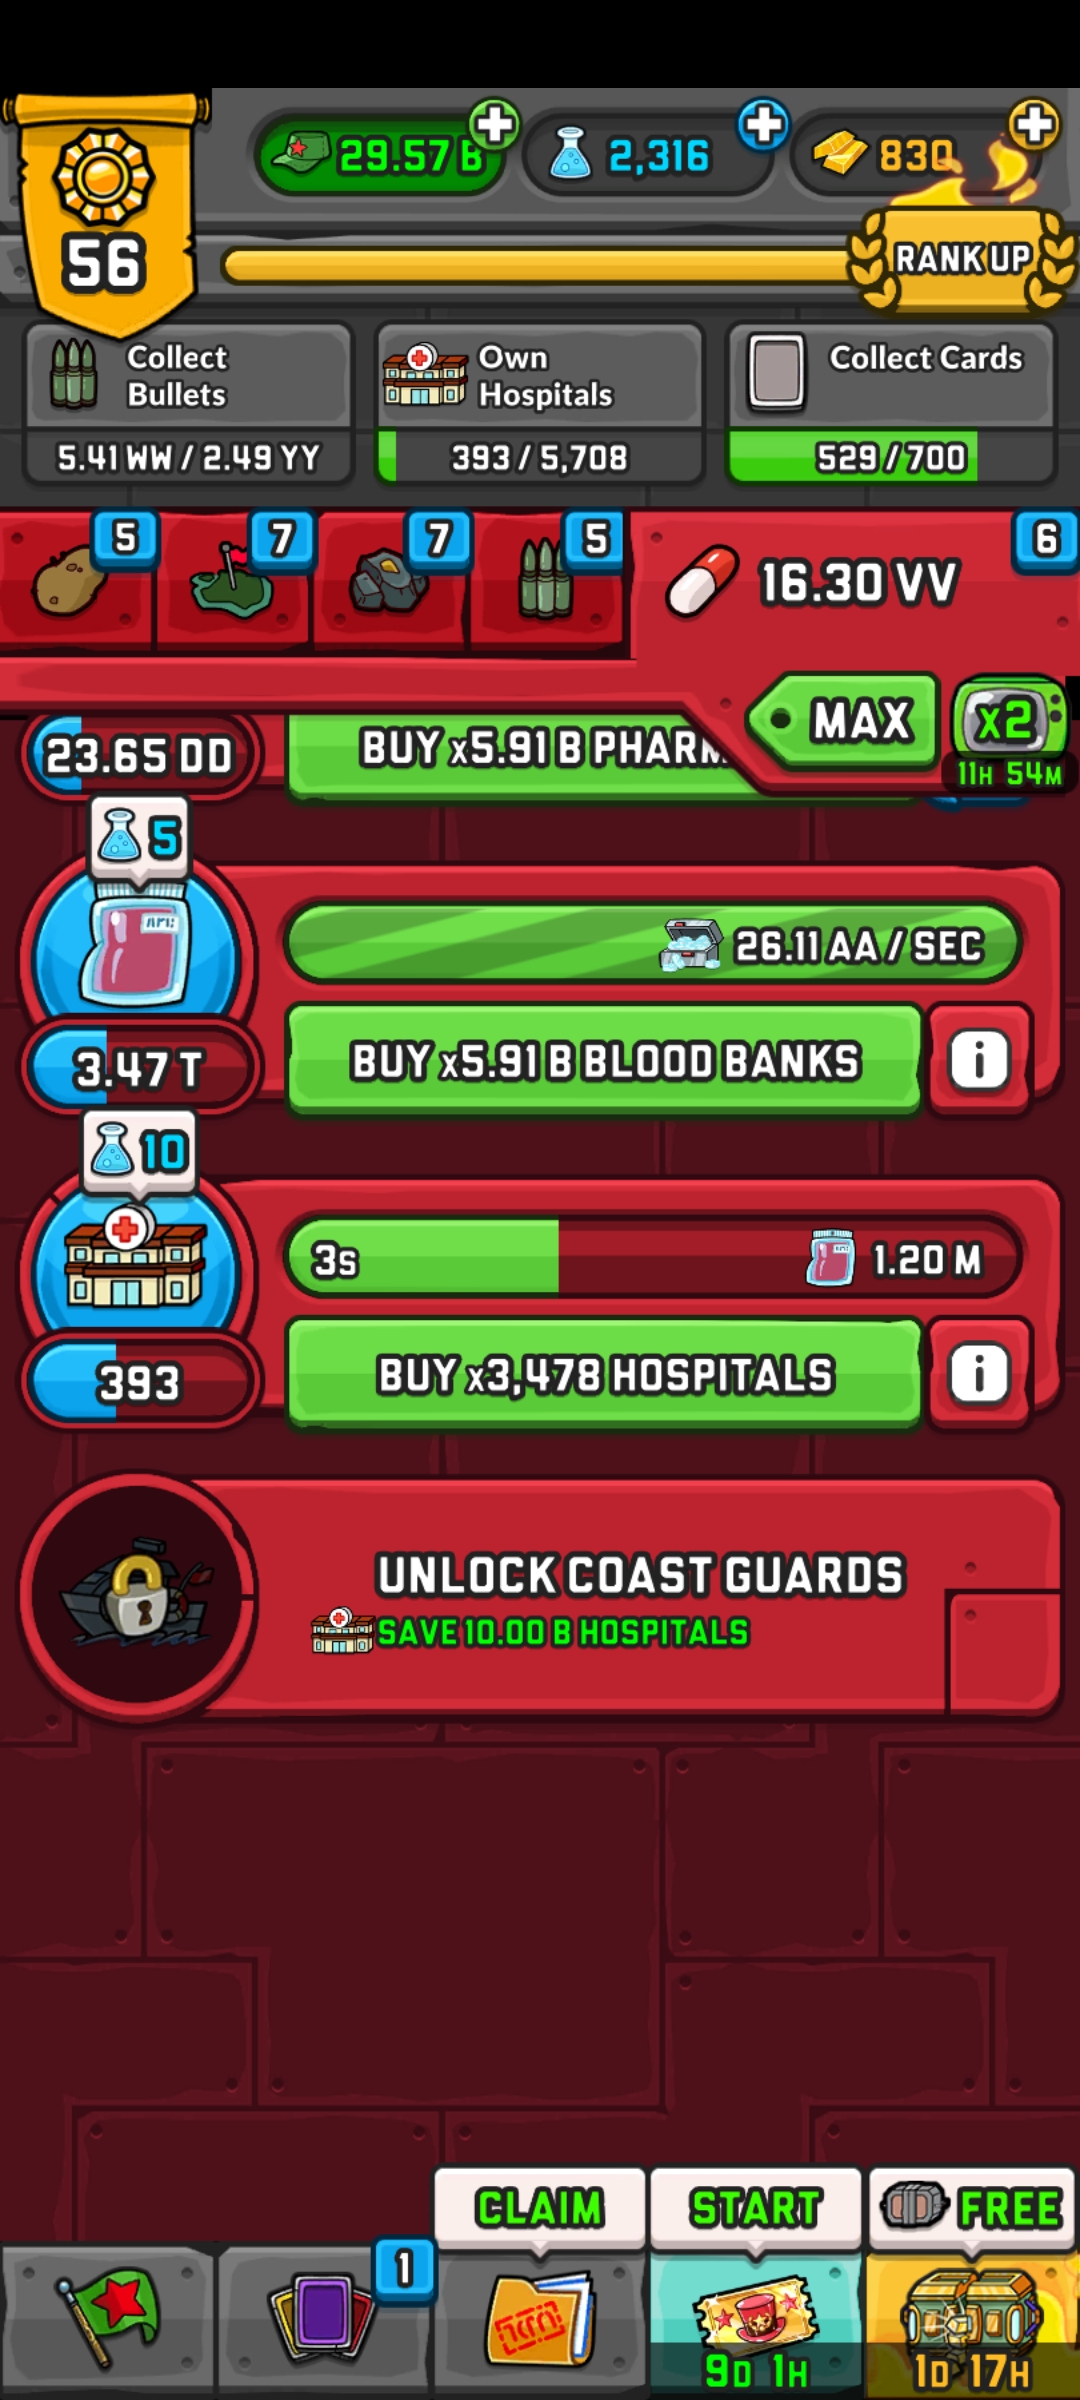 29.57 B
2,316
830
56
RANK UP
Collect
Bullets
5.41 WW / 2.49 YY
Own
Hospitals
393 / 5,708
Collect Cards
529 / 700
5
7
7
5
16.30 VV
6
MAX
x2
11H 54M
23.65 DD
BUY x5.91 B PHARM
5
26.11 AA / SEC
3.47 T
BUY x5.91 B BLOOD BANKS
i
10
3s
1.20 M
393
BUY x3,478 HOSPITALS
i
UNLOCK COAST GUARDS
SAVE 10.00 B HOSPITALS
CLAIM
START
FREE
1
9D 1H
1D 17H